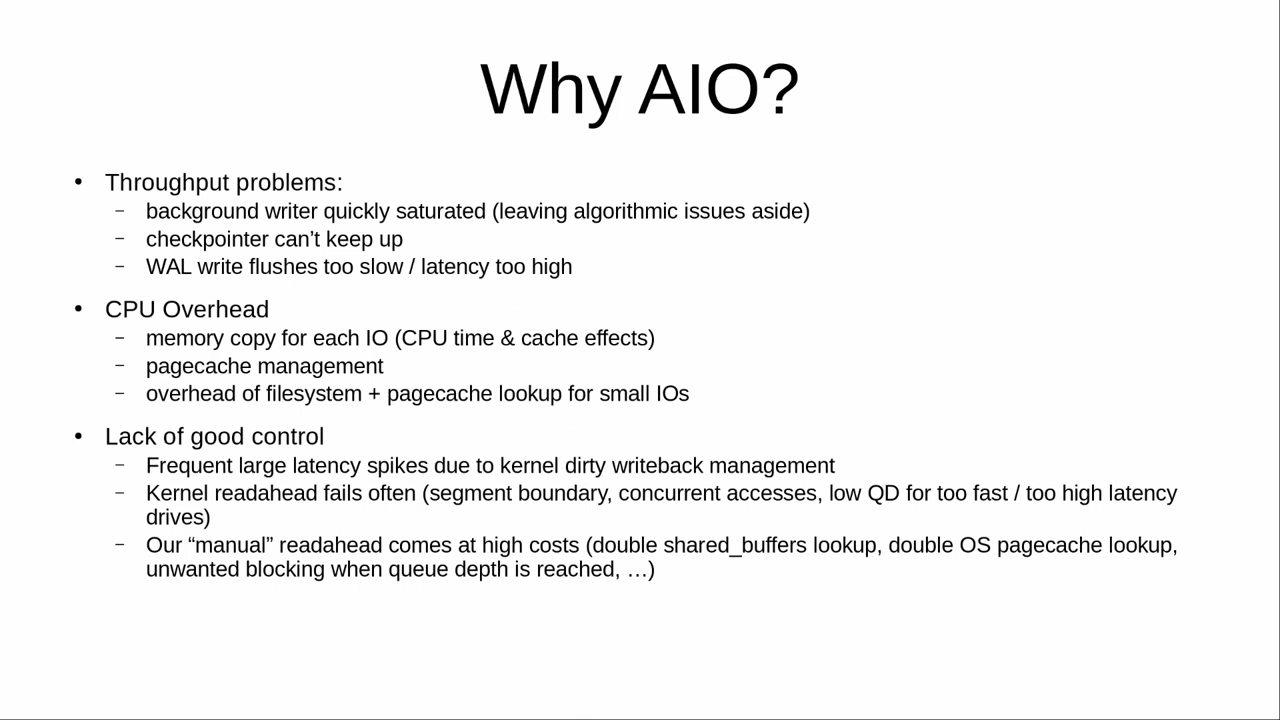 Why AIO?
• Throughput problems:
– background writer quickly saturated (leaving algorithmic issues aside)
– checkpointer can’t keep up
– WAL write flushes too slow / latency too high
• CPU Overhead
– memory copy for each IO (CPU time & cache effects)
– pagecache management
– overhead of filesystem + pagecache lookup for small IOs
• Lack of good control
– Frequent large latency spikes due to kernel dirty writeback management
– Kernel readahead fails often (segment boundary, concurrent accesses, low QD for too fast / too high latency
drives)
– Our “manual” readahead comes at high costs (double shared_buffers lookup, double OS pagecache lookup,
unwanted blocking when queue depth is reached, …)